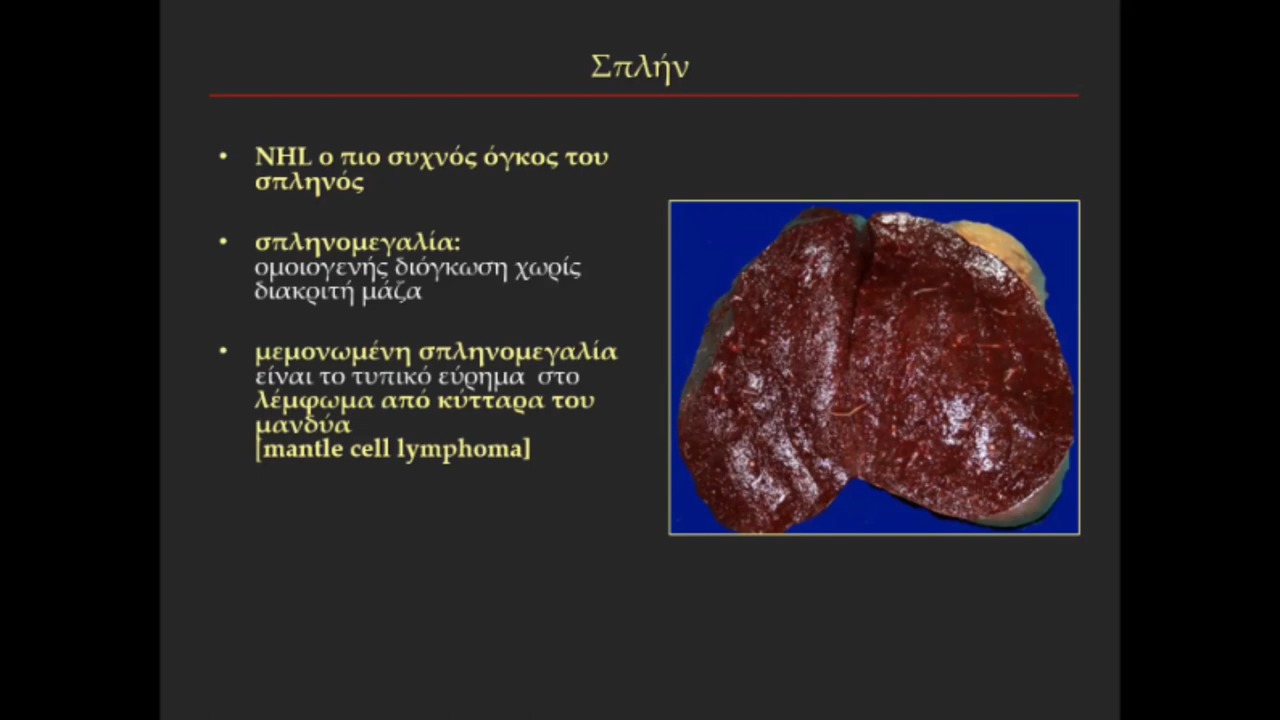 Σπλήν
• NHL ο πιο συχνός όγκος του
σπληνός
• σπληνομεγαλία:
ομοιογενής διόγκωση χωρίς
διακριτή μάζα
• μεμονωμένη σπληνομεγαλία
είναι το τυπικό εύρημα στο
λέμφωμα από κύτταρα του
μανδύα
[mantle cell lymphoma]